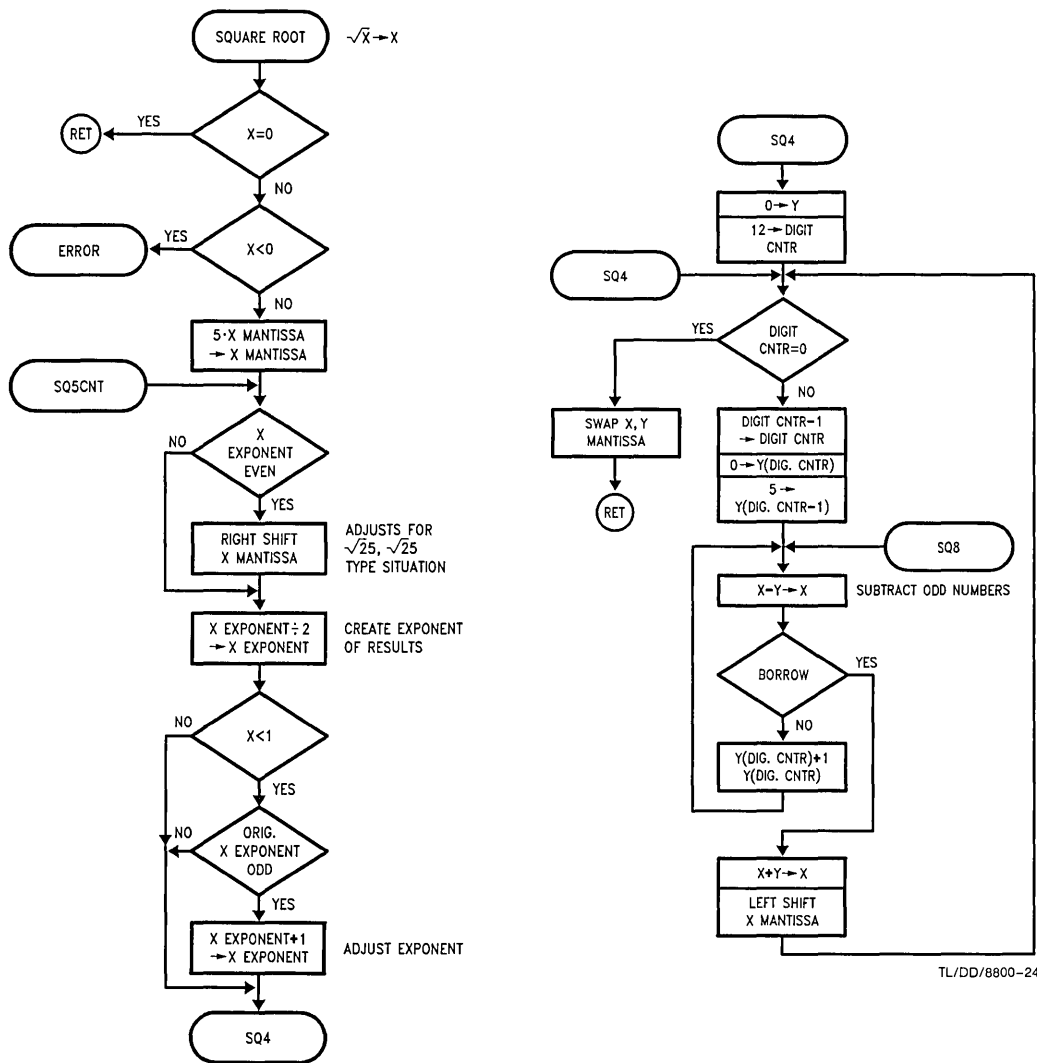 SQUARE ROOT
√X→X
X=0
YES
RET
NO
X<0
YES
ERROR
NO
5·X MANTISSA
→ X MANTISSA
SQ5CNT
X
EXPONENT
EVEN
NO
YES
RIGHT SHIFT
X MANTISSA
ADJUSTS FOR
√25, √25
TYPE SITUATION
X EXPONENT÷2
→ X EXPONENT
CREATE EXPONENT
OF RESULTS
X<1
NO
YES
ORIG.
X EXPONENT
ODD
NO
YES
X EXPONENT+1
→X EXPONENT
ADJUST EXPONENT
SQ4
SQ4
0→Y
12→DIGIT
CNTR
SQ4
DIGIT
CNTR=0
YES
NO
SWAP X,Y
MANTISSA
RET
DIGIT CNTR-1
→ DIGIT CNTR
0→Y(DIG. CNTR)
5→
Y(DIG. CNTR-1)
SQ8
X-Y→X
SUBTRACT ODD NUMBERS
BORROW
YES
NO
Y(DIG. CNTR)+1
Y(DIG. CNTR)
X+Y→X
LEFT SHIFT
X MANTISSA
TL/DD/8800-24